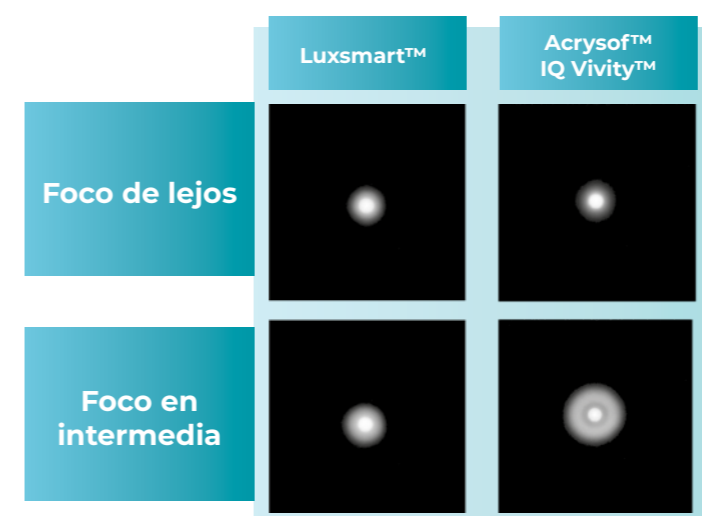 Luxsmart™
Acrysof™
IQ Vivity™
Foco de lejos
Foco en
intermedia